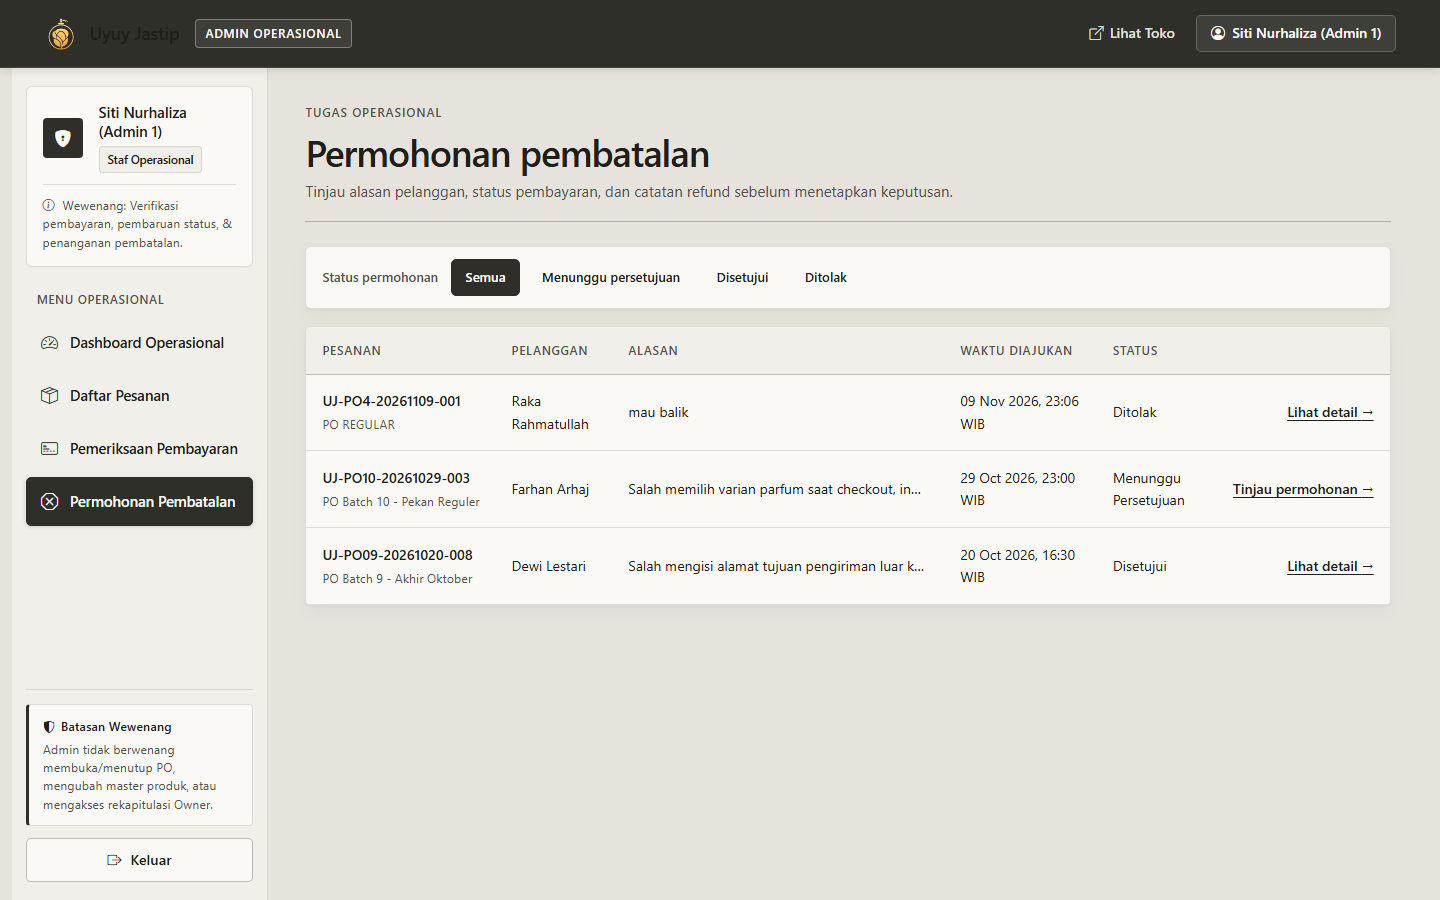 Uyuy Jastip
ADMIN OPERASIONAL
Lihat Toko
Siti Nurhaliza (Admin 1)
Siti Nurhaliza
(Admin 1)
Staf Operasional
Wewenang: Verifikasi
pembayaran, pembaruan status, &
penanganan pembatalan.
MENU OPERASIONAL
Dashboard Operasional
Daftar Pesanan
Pemeriksaan Pembayaran
Permohonan Pembatalan
Batasan Wewenang
Admin tidak berwenang
membuka/menutup PO,
mengubah master produk, atau
mengakses rekapitulasi Owner.
Keluar
TUGAS OPERASIONAL
Permohonan pembatalan
Tinjau alasan pelanggan, status pembayaran, dan catatan refund sebelum menetapkan keputusan.
Status permohonan Semua Menunggu persetujuan Disetujui Ditolak
PESANAN PELANGGAN ALASAN WAKTU DIAJUKAN STATUS
UJ-PO4-20261109-001
PO REGULAR
Raka
Rahmatullah
mau balik
09 Nov 2026, 23:06
WIB
Ditolak
Lihat detail →
UJ-PO10-20261029-003
PO Batch 10 - Pekan Reguler
Farhan Arhaj
Salah memilih varian parfum saat checkout, in...
29 Oct 2026, 23:00
WIB
Menunggu
Persetujuan
Tinjau permohonan →
UJ-PO09-20261020-008
PO Batch 9 - Akhir Oktober
Dewi Lestari
Salah mengisi alamat tujuan pengiriman luar k...
20 Oct 2026, 16:30
WIB
Disetujui
Lihat detail →